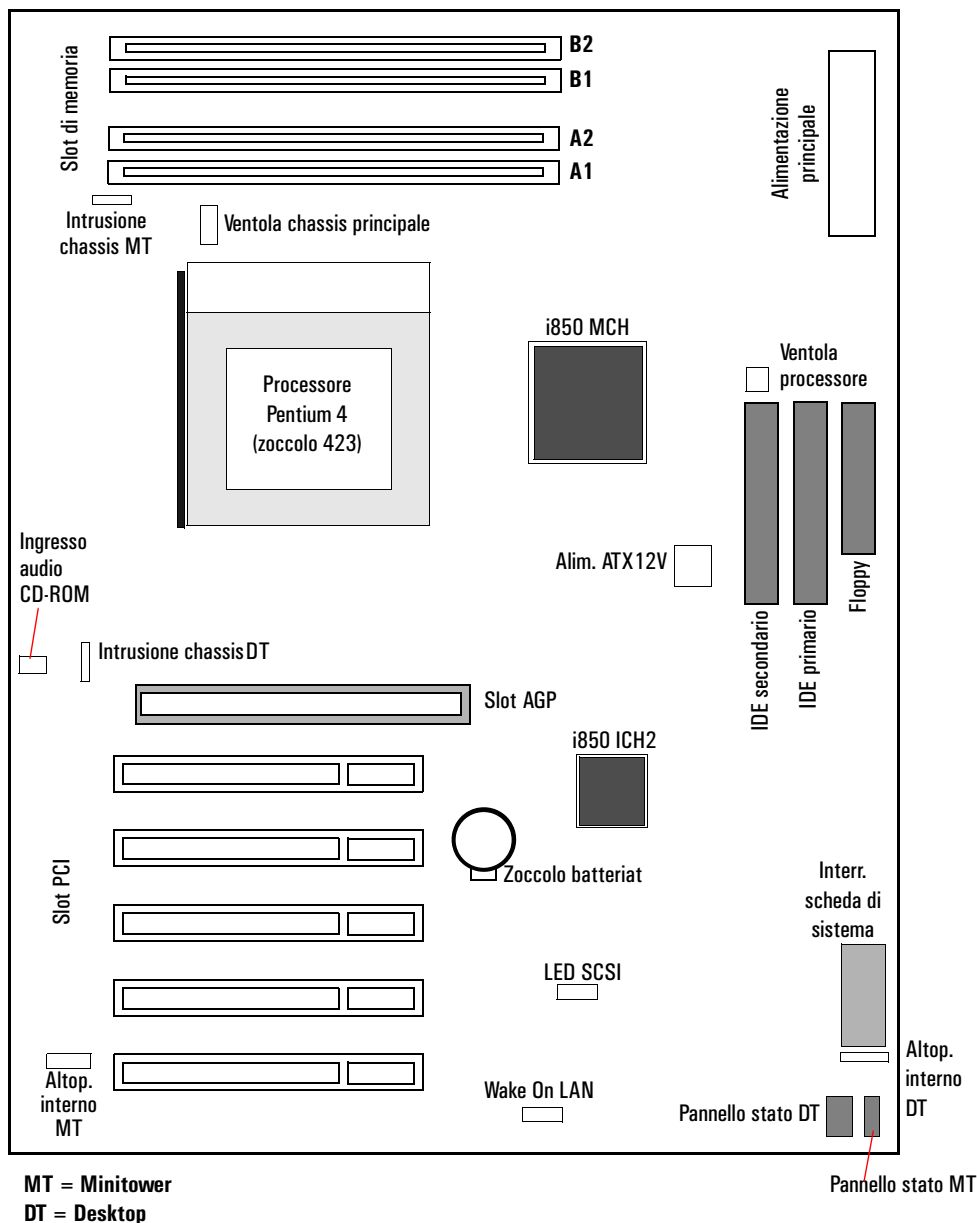 Slot di memoria
B2
B1
A2
A1
Alimentazione
principale
Intrusione
chassis MT
Ventola chassis principale
i850 MCH
Ventola
processore
Processore
Pentium 4
(zoccolo 423)
Ingresso
audio
CD-ROM
Alim. ATX12V
IDE secondario
IDE primario
Floppy
Intrusione chassis DT
Slot AGP
i850 ICH2
Slot PCI
Zoccolo batteriat
Interr.
scheda di
sistema
LED SCSI
Altop.
interno
MT
Wake On LAN
Altop.
interno
DT
Pannello stato DT
Pannello stato MT
MT = Minitower
DT = Desktop